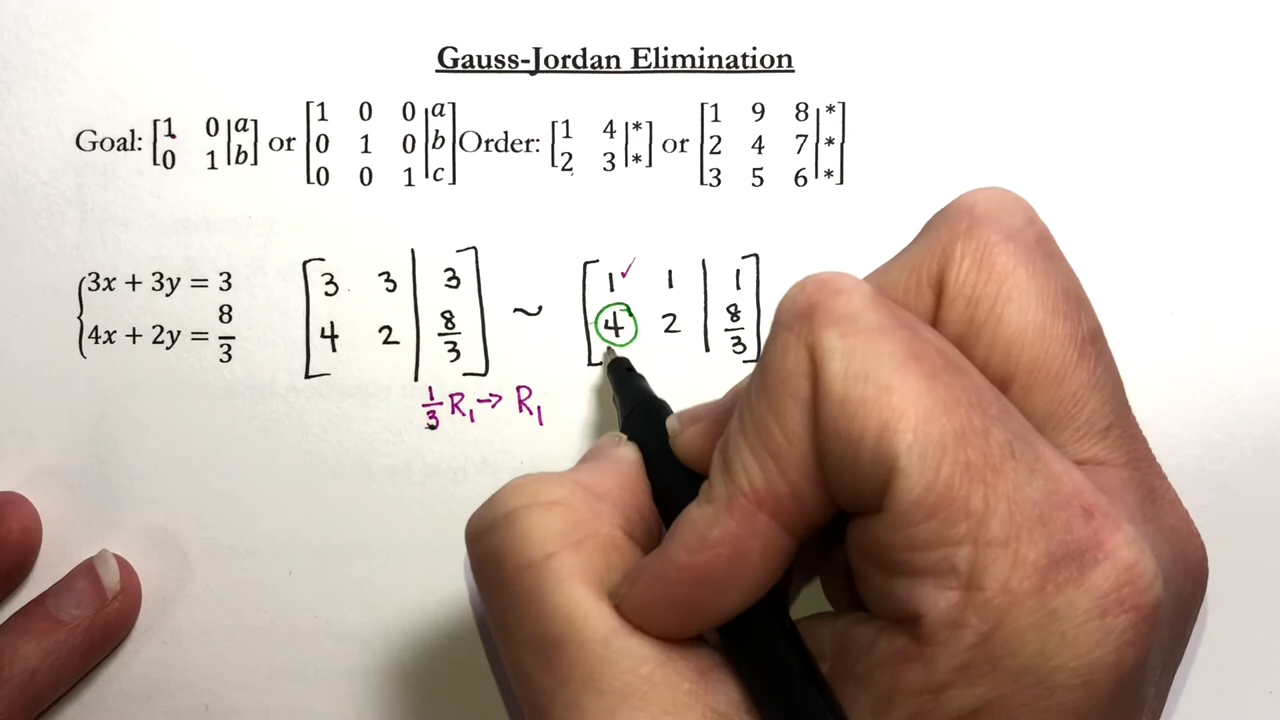 Gauss-Jordan Elimination
Goal: [1 0|a] or [1 0 0|a] Order: [1 4|*] or [1 9 8|*]
[0 1|b] [0 1 0|b] [2 3|*] [2 4 7|*]
[0 0 1|c] [3 5 6|*]
{3x + 3y = 3
{4x + 2y = 8/3
[3 3 | 3] ~ [1 ✓ 1 | 1]
[4 2 | 8/3] [4 2 | 8/3]
1/3 R₁ → R₁